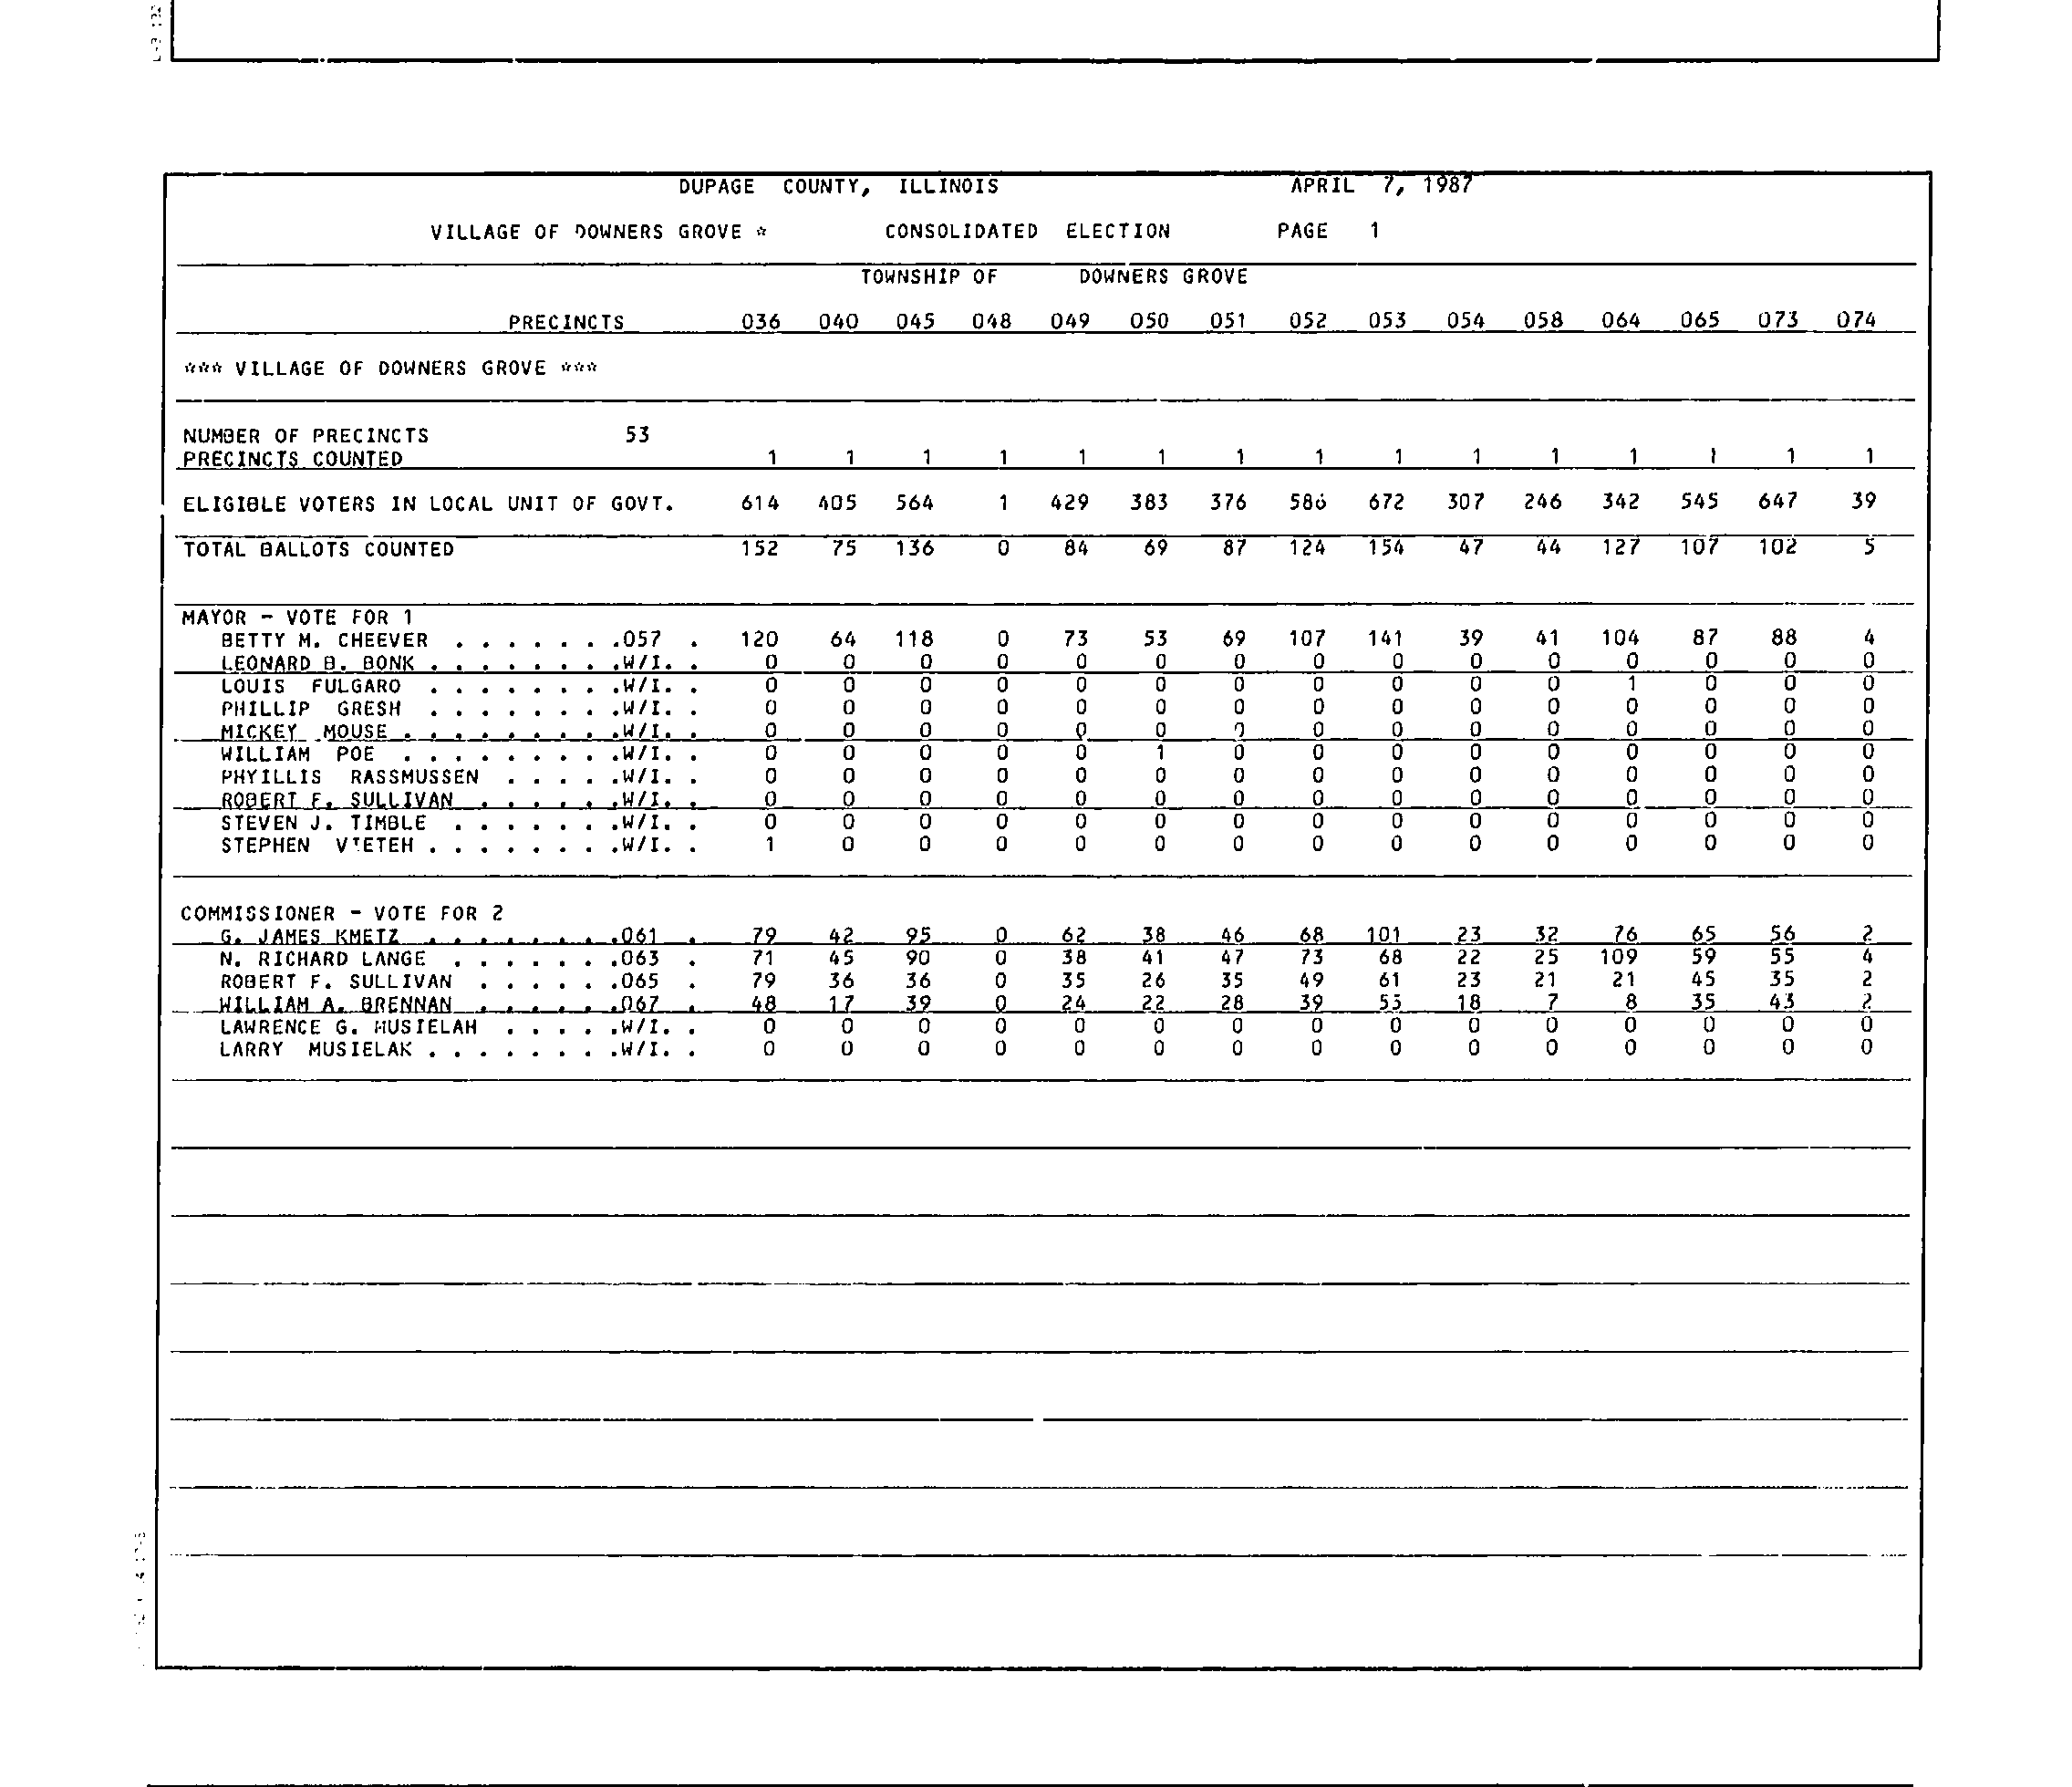 DUPAGE COUNTY, ILLINOIS APRIL 7, 1987
VILLAGE OF DOWNERS GROVE * CONSOLIDATED ELECTION PAGE 1
TOWNSHIP OF DOWNERS GROVE
PRECINCTS 036 040 045 048 049 050 051 052 053 054 058 064 065 073 074
*** VILLAGE OF DOWNERS GROVE ***
NUMBER OF PRECINCTS 53
PRECINCTS COUNTED 1 1 1 1 1 1 1 1 1 1 1 1 1 1 1
ELIGIBLE VOTERS IN LOCAL UNIT OF GOVT. 614 405 564 1 429 383 376 586 672 307 246 342 545 647 39
TOTAL BALLOTS COUNTED 152 75 136 0 84 69 87 124 154 47 44 127 107 102 5
MAYOR - VOTE FOR 1
BETTY M. CHEEVER . . . . . . .057 . 120 64 118 0 73 53 69 107 141 39 41 104 87 88 4
LEONARD B. BONK . . . . . . . .W/I. . 0 0 0 0 0 0 0 0 0 0 0 0 0 0 0
LOUIS FULGARO . . . . . . . .W/I. . 0 0 0 0 0 0 0 0 0 0 0 1 0 0 0
PHILLIP GRESH . . . . . . . .W/I. . 0 0 0 0 0 0 0 0 0 0 0 0 0 0 0
MICKEY MOUSE . . . . . . . . .W/I. . 0 0 0 0 0 0 0 0 0 0 0 0 0 0 0
WILLIAM POE . . . . . . . . .W/I. . 0 0 0 0 0 1 0 0 0 0 0 0 0 0 0
PHYILLIS RASSMUSSEN . . . . .W/I. . 0 0 0 0 0 0 0 0 0 0 0 0 0 0 0
ROBERT F. SULLIVAN . . . . . .W/I. . 0 0 0 0 0 0 0 0 0 0 0 0 0 0 0
STEVEN J. TIMBLE . . . . . . .W/I. . 0 0 0 0 0 0 0 0 0 0 0 0 0 0 0
STEPHEN VIETEH . . . . . . . .W/I. . 1 0 0 0 0 0 0 0 0 0 0 0 0 0 0
COMMISSIONER - VOTE FOR 2
G. JAMES KMETZ . . . . . . . .061 . 79 42 95 0 62 38 46 68 101 23 32 76 65 56 2
N. RICHARD LANGE . . . . . . .063 . 71 45 90 0 38 41 47 73 68 22 25 109 59 55 4
ROBERT F. SULLIVAN . . . . . .065 . 79 36 36 0 35 26 35 49 61 23 21 21 45 35 2
WILLIAM A. BRENNAN . . . . . .067 . 48 17 39 0 24 22 28 39 55 18 7 8 35 43 2
LAWRENCE G. MUSIELAH . . . . .W/I. . 0 0 0 0 0 0 0 0 0 0 0 0 0 0 0
LARRY MUSIELAK . . . . . . . .W/I. . 0 0 0 0 0 0 0 0 0 0 0 0 0 0 0